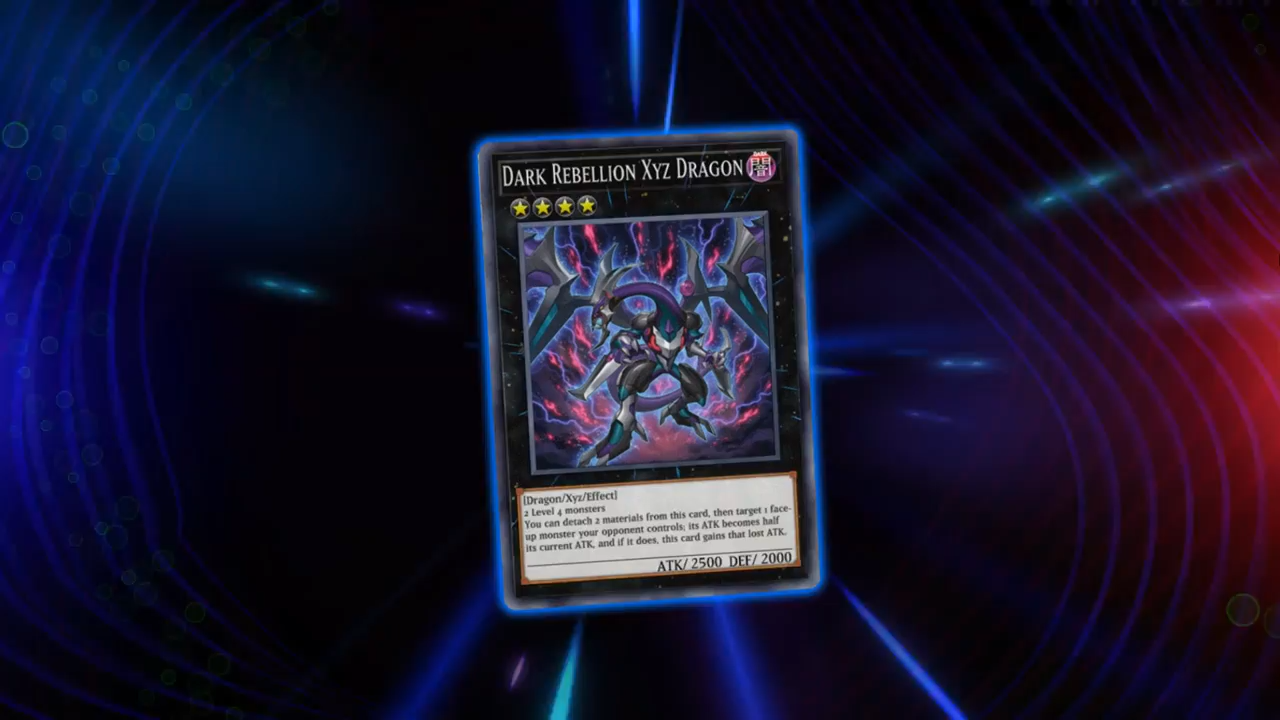 DARK REBELLION XYZ DRAGON
DARK
闇
[Dragon/Xyz/Effect]
2 Level 4 monsters
You can detach 2 materials from this card, then target 1 face-
up monster your opponent controls; its ATK becomes half
its current ATK, and if it does, this card gains that lost ATK.
ATK/ 2500 DEF/ 2000